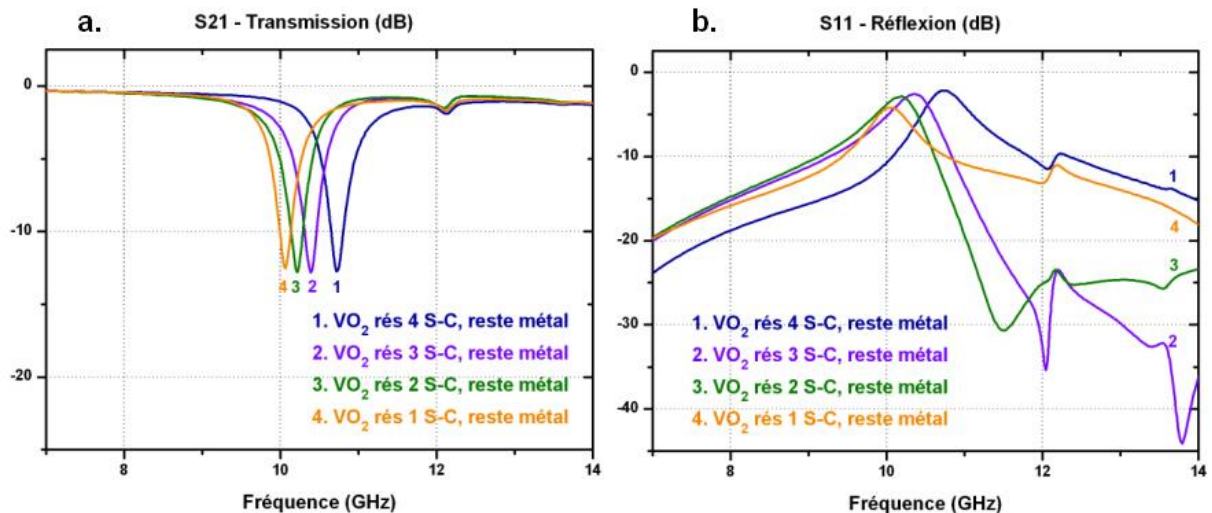 a.
S21 - Transmission (dB)
0
-10
-20
8
10
12
14
4
3
2
1
1. VO2 rés 4 S-C, reste métal
2. VO2 rés 3 S-C, reste métal
3. VO2 rés 2 S-C, reste métal
4. VO2 rés 1 S-C, reste métal
Fréquence (GHz)
b.
S11 - Réflexion (dB)
0
-10
-20
-30
-40
8
10
12
14
1
4
3
2
1. VO2 rés 4 S-C, reste métal
2. VO2 rés 3 S-C, reste métal
3. VO2 rés 2 S-C, reste métal
4. VO2 rés 1 S-C, reste métal
Fréquence (GHz)